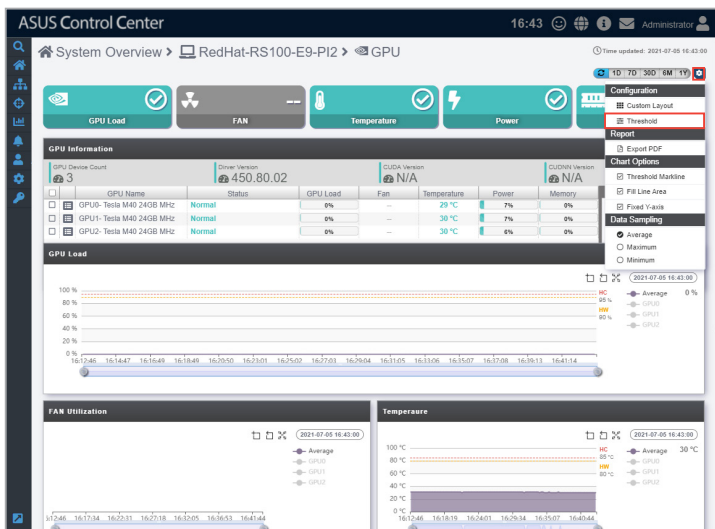 ASUS Control Center
16:43
Administrator
System Overview > RedHat-RS100-E9-PI2 > GPU
Time updated: 2021-07-05 16:43:00
1D 7D 30D 6M 1Y
Configuration
Custom Layout
Threshold
Report
Export PDF
Chart Options
Threshold Markline
Fill Line Area
Fixed Y-axis
Data Sampling
Average
Maximum
Minimum
GPU Load
--
FAN
Temperature
Power
GPU Information
GPU Device Count
3
Driver Version
450.80.02
CUDA Version
N/A
CUDNN Version
N/A
GPU Name Status GPU Load Fan Temperature Power Memory
GPU0- Tesla M40 24GB MHz Normal 0% -- 29 °C 7% 0%
GPU1- Tesla M40 24GB MHz Normal 0% -- 30 °C 7% 0%
GPU2- Tesla M40 24GB MHz Normal 0% -- 30 °C 6% 0%
GPU Load
2021-07-05 16:43:00
100 %
80 %
60 %
40 %
20 %
0 %
HC
95 %
HW
90 %
Average 0 %
GPU0
GPU1
GPU2
16:12:46 16:14:47 16:16:49 16:18:49 16:20:50 16:23:01 16:25:02 16:27:03 16:29:04 16:31:05 16:33:06 16:35:07 16:37:08 16:39:13 16:41:14
FAN Utilization
2021-07-05 16:43:00
Average
GPU0
GPU1
GPU2
16:17:34 16:22:31 16:27:18 16:32:05 16:36:53 16:41:44
Temperaure
2021-07-05 16:43:00
100 °C
80 °C
60 °C
40 °C
20 °C
0 °C
HC
85 °C
HW
80 °C
Average 30 °C
GPU0
GPU1
GPU2
16:12:46 16:18:19 16:24:01 16:29:34 16:35:07 16:40:44